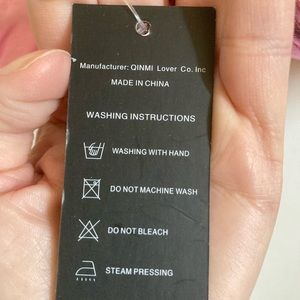 Manufacturer: QINMI Lover Co. Inc
MADE IN CHINA
WASHING INSTRUCTIONS
WASHING WITH HAND
DO NOT MACHINE WASH
DO NOT BLEACH
STEAM PRESSING